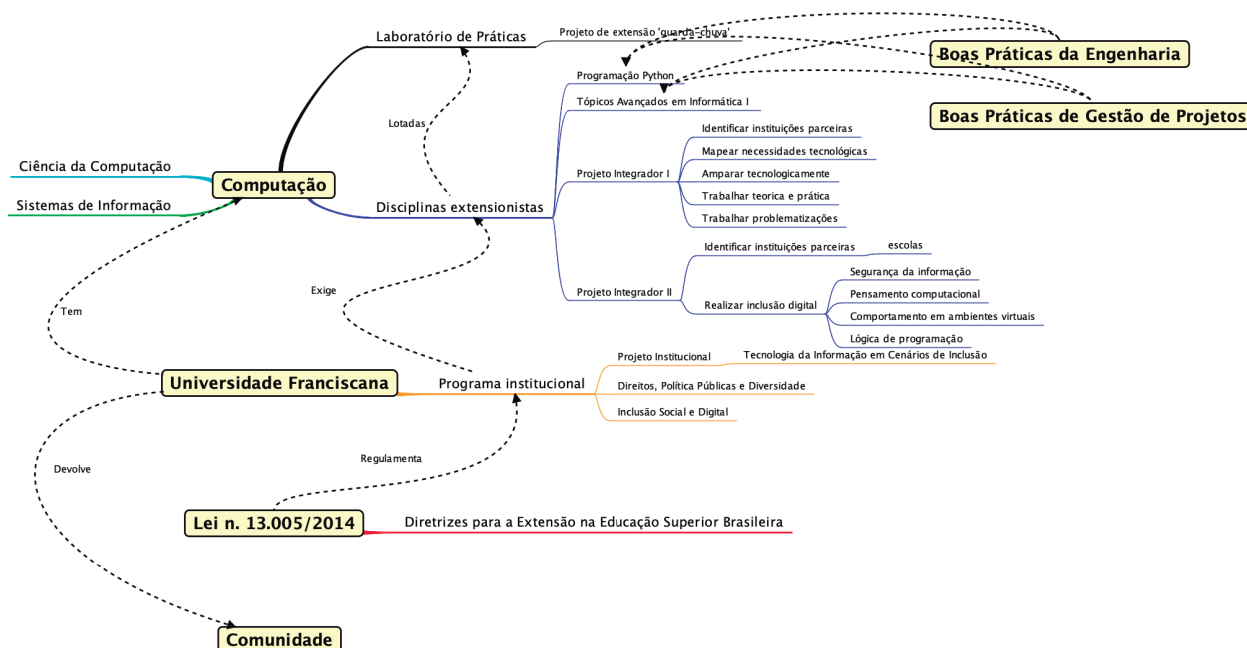 Laboratório de Práticas
Projeto de extensão 'guarda-chuva'
Boas Práticas da Engenharia
Programação Python
Tópicos Avançados em Informática I
Boas Práticas de Gestão de Projetos
Lotadas
Identificar instituições parceiras
Mapear necessidades tecnológicas
Ciência da Computação
Computação
Projeto Integrador I
Amparar tecnologicamente
Sistemas de Informação
Disciplinas extensionistas
Trabalhar teorica e prática
Trabalhar problematizações
Identificar instituições parceiras
escolas
Segurança da informação
Exige
Projeto Integrador II
Pensamento computacional
Realizar inclusão digital
Tem
Comportamento em ambientes virtuais
Lógica de programação
Projeto Institucional
Tecnologia da Informação em Cenários de Inclusão
Universidade Franciscana
Programa institucional
Direitos, Política Públicas e Diversidade
Inclusão Social e Digital
Regulamenta
Devolve
Lei n. 13.005/2014
Diretrizes para a Extensão na Educação Superior Brasileira
Comunidade